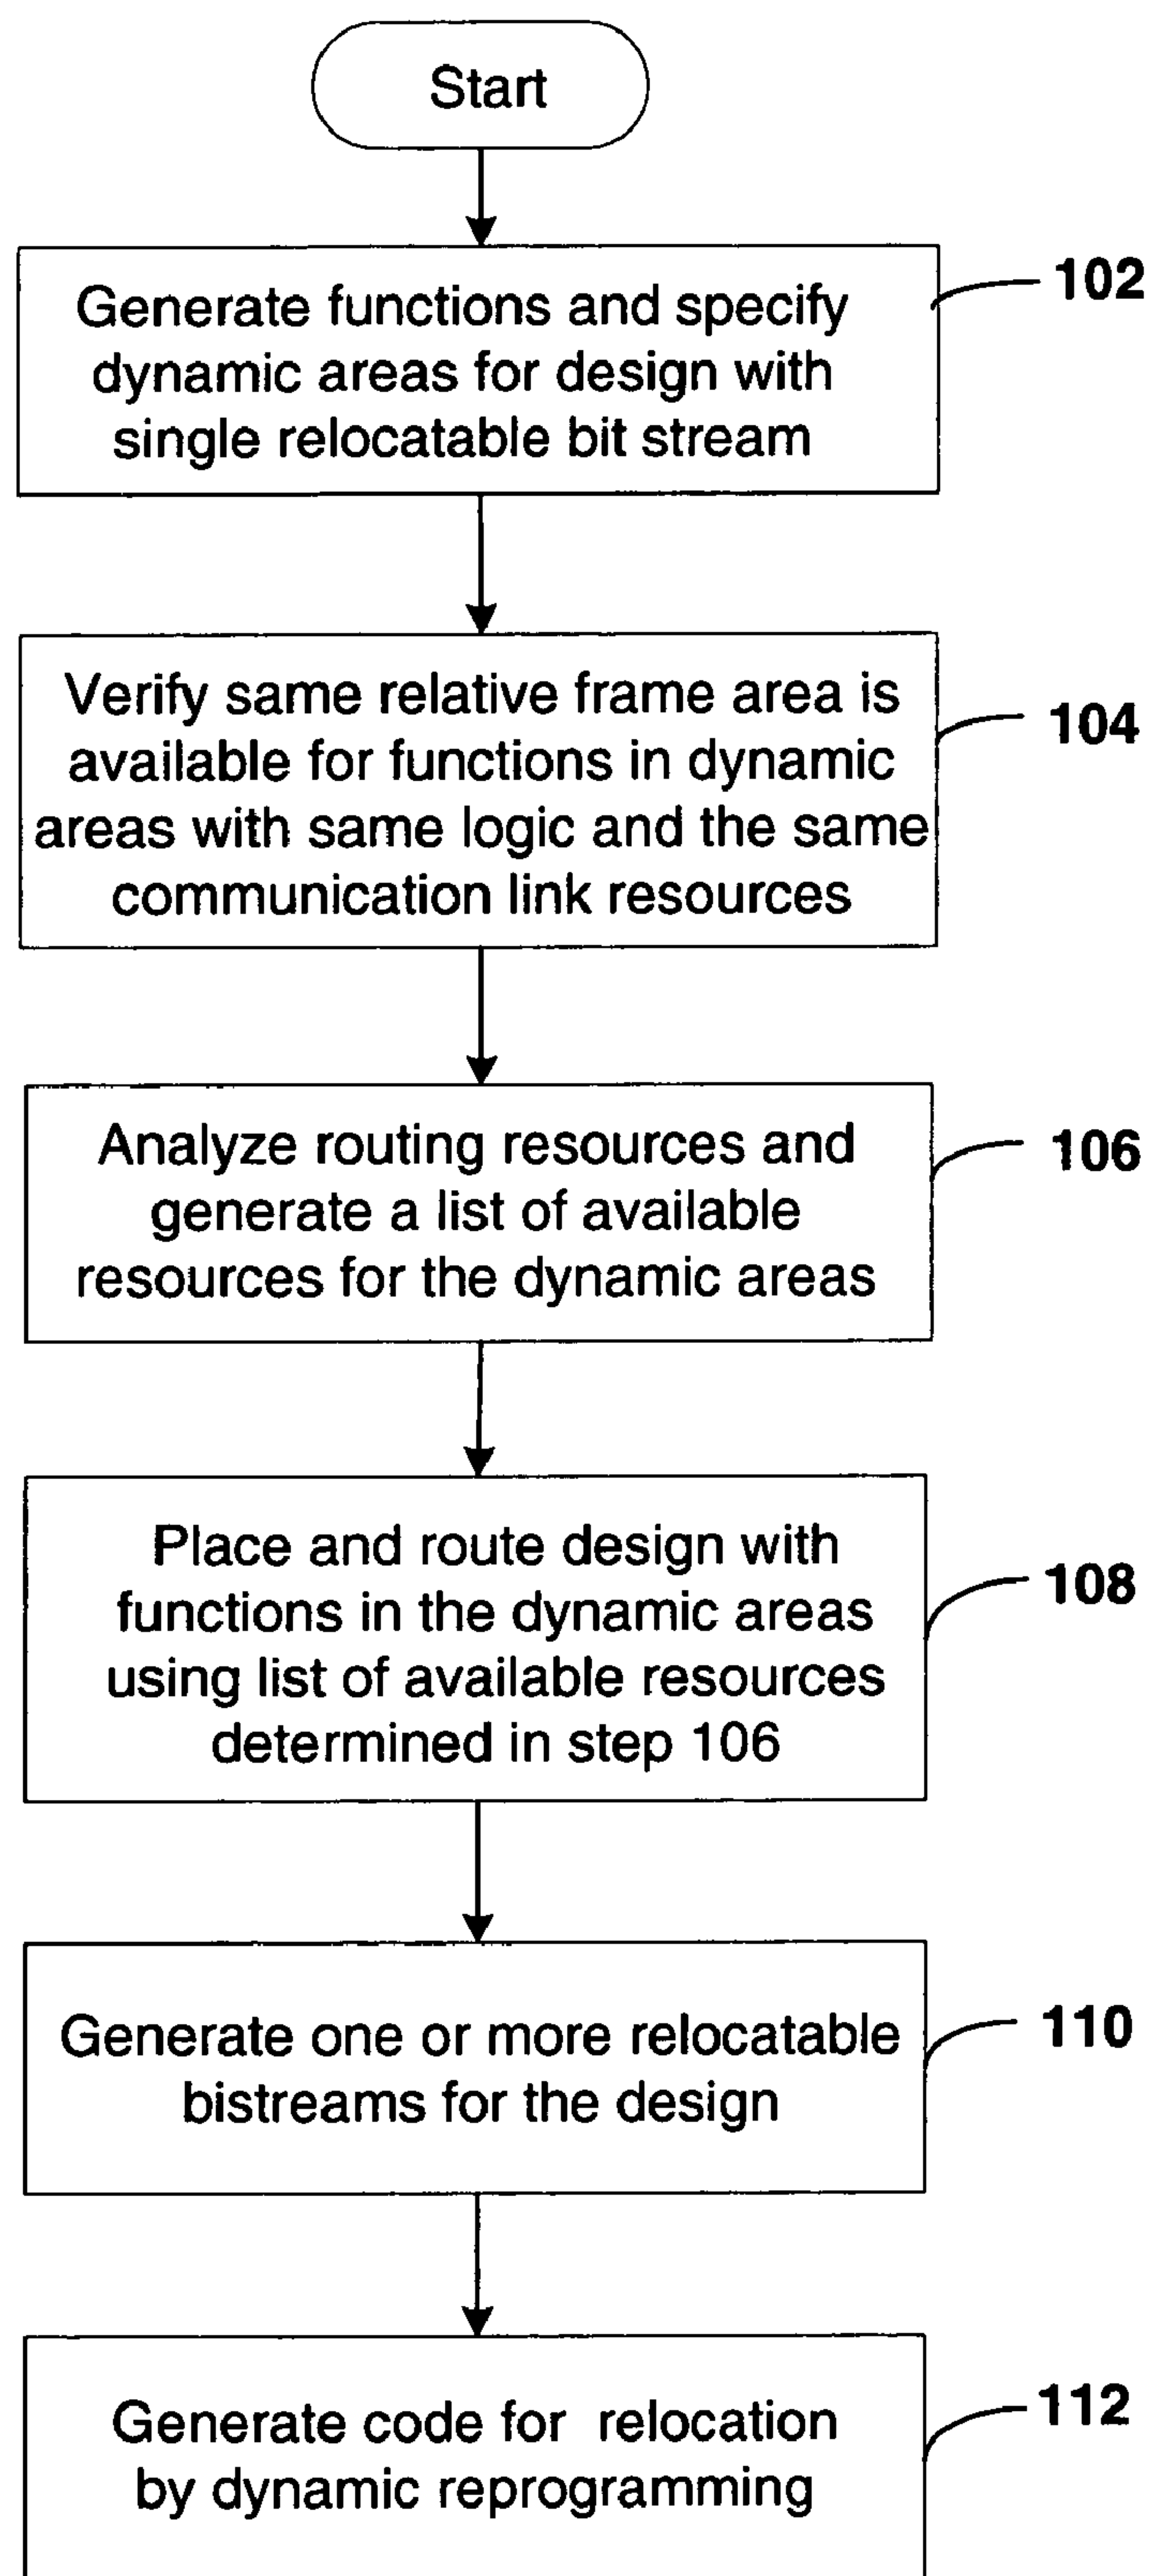 Start
Generate functions and specify
dynamic areas for design with
single relocatable bit stream
102
Verify same relative frame area is
available for functions in dynamic
areas with same logic and the same
communication link resources
104
Analyze routing resources and
generate a list of available
resources for the dynamic areas
106
Place and route design with
functions in the dynamic areas
using list of available resources
determined in step 106
108
Generate one or more relocatable
bistreams for the design
110
Generate code for relocation
by dynamic reprogramming
112